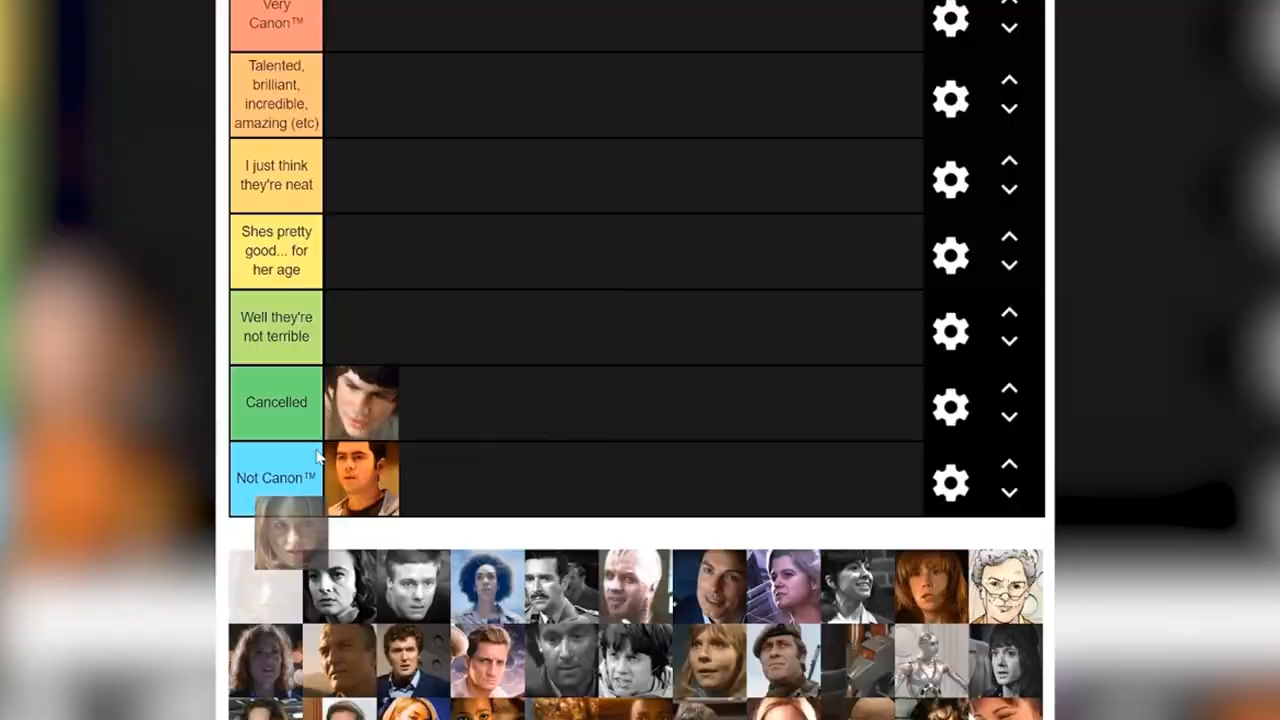 Very
Canon™
Talented,
brilliant,
incredible,
amazing (etc)
I just think
they're neat
Shes pretty
good... for
her age
Well they're
not terrible
Cancelled
Not Canon™